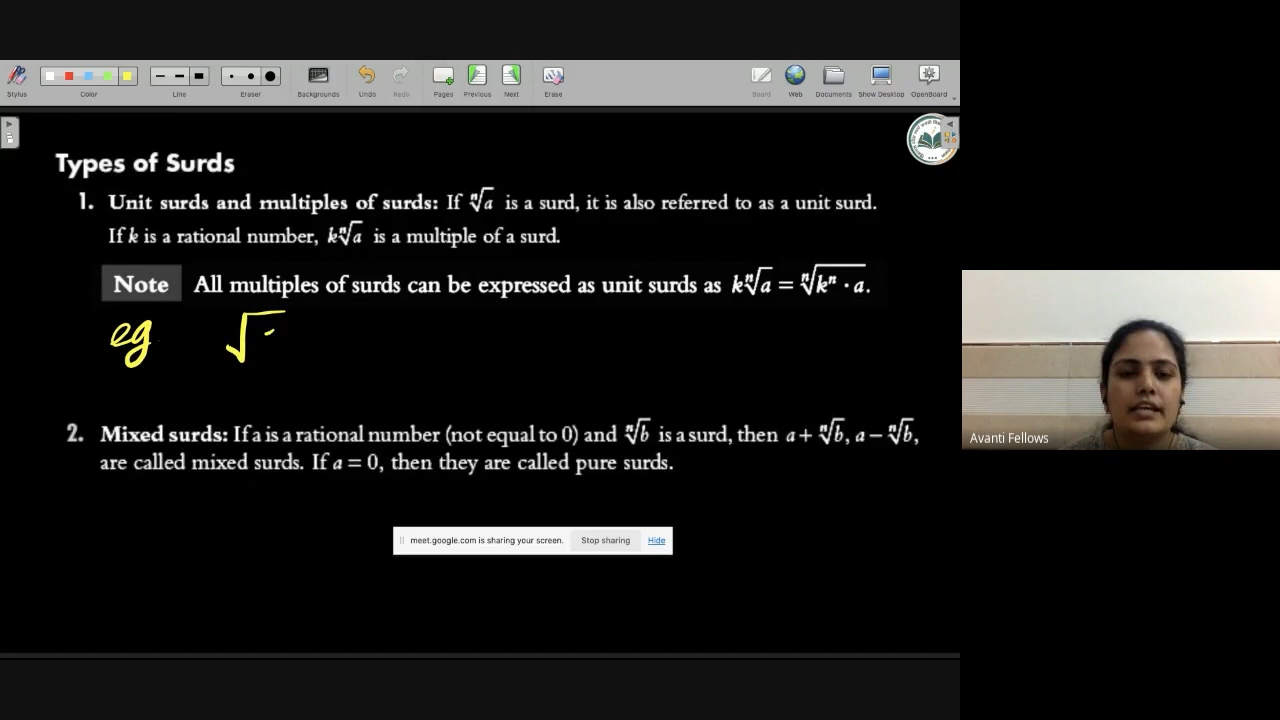 Stylus Color Line Eraser Backgrounds Undo Redo Pages Previous Next Erase Board Web Documents Show Desktop OpenBoard
Types of Surds
1. Unit surds and multiples of surds: If ⁿ√a is a surd, it is also referred to as a unit surd.
If k is a rational number, kⁿ√a is a multiple of a surd.
Note All multiples of surds can be expressed as unit surds as kⁿ√a = ⁿ√(kⁿ · a).
eg √
2. Mixed surds: If a is a rational number (not equal to 0) and ⁿ√b is a surd, then a + ⁿ√b, a − ⁿ√b,
are called mixed surds. If a = 0, then they are called pure surds.
Avanti Fellows
meet.google.com is sharing your screen. Stop sharing Hide